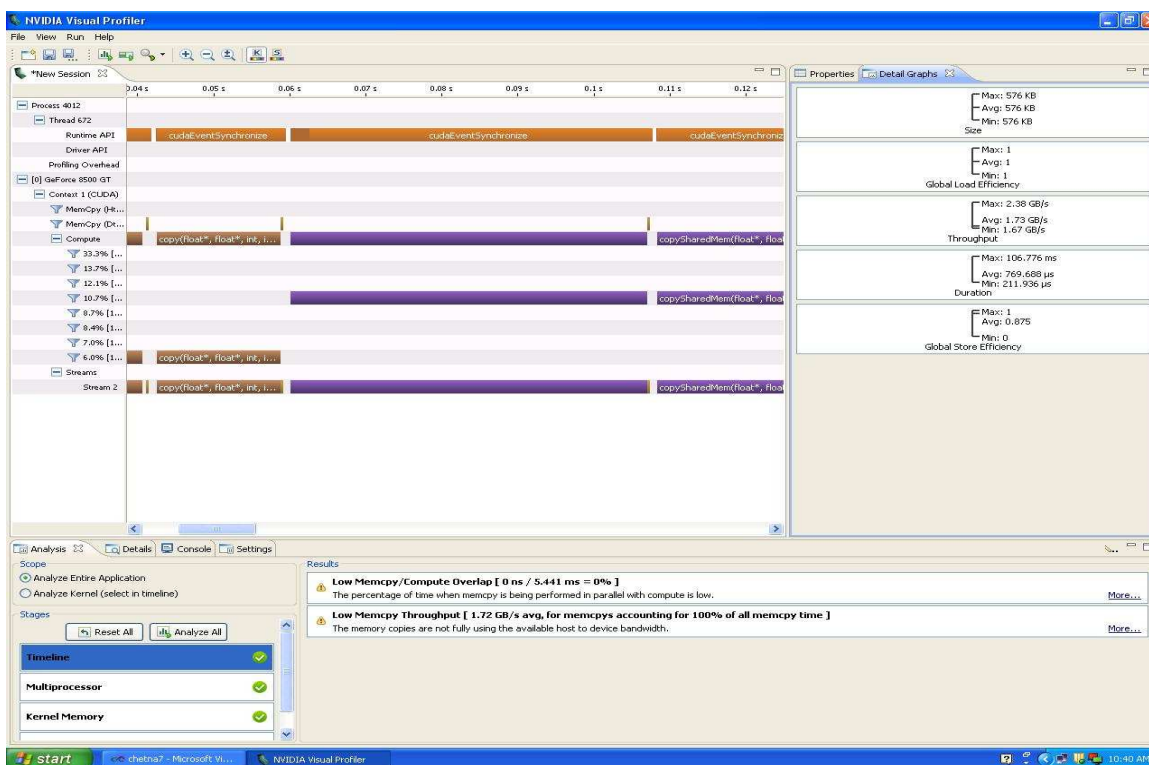 NVIDIA Visual Profiler
File View Run Help
*New Session
0.04 s 0.05 s 0.06 s 0.07 s 0.08 s 0.09 s 0.1 s 0.11 s 0.12 s
Process 4012
Thread 672
Runtime API cudaEventSynchronize cudaEventSynchronize cudaEventSynchroniz
Driver API
Profiling Overhead
[0] GeForce 8500 GT
Context 1 (CUDA)
MemCpy (Ht...
MemCpy (Dt...
Compute copy(float*, float*, int, i... copySharedMem(float*, floa
33.3% [...
13.7% [...
12.1% [...
10.7% [... copySharedMem(float*, floa
8.7% [1...
8.4% [1...
7.0% [1...
6.0% [1... copy(float*, float*, int, i...
Streams
Stream 2 copy(float*, float*, int, i... copySharedMem(float*, floa
Properties Detail Graphs
Max: 576 KB
Avg: 576 KB
Min: 576 KB
Size
Max: 1
Avg: 1
Min: 1
Global Load Efficiency
Max: 2.38 GB/s
Avg: 1.73 GB/s
Min: 1.67 GB/s
Throughput
Max: 106.776 ms
Avg: 769.688 µs
Min: 211.936 µs
Duration
Max: 1
Avg: 0.875
Min: 0
Global Store Efficiency
Analysis Details Console Settings
Scope
Analyze Entire Application
Analyze Kernel (select in timeline)
Stages
Reset All Analyze All
Timeline
Multiprocessor
Kernel Memory
Results
Low Memcpy/Compute Overlap [ 0 ns / 5.441 ms = 0% ]
The percentage of time when memcpy is being performed in parallel with compute is low.
More...
Low Memcpy Throughput [ 1.72 GB/s avg, for memcpys accounting for 100% of all memcpy time ]
The memory copies are not fully using the available host to device bandwidth.
More...
start chetna7 - Microsoft Vi... NVIDIA Visual Profiler 10:40 AM